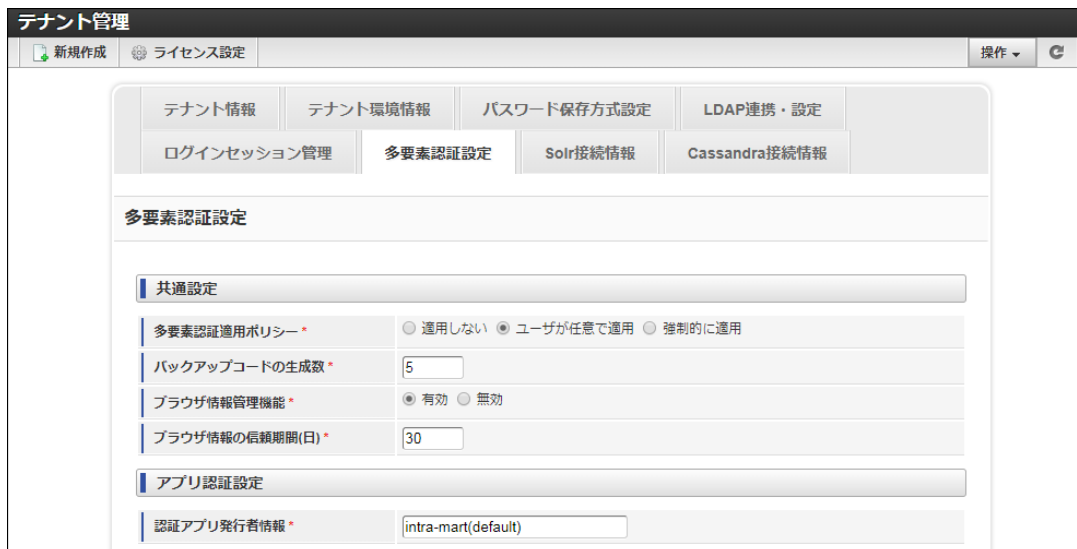 テナント管理
新規作成 ライセンス設定 操作
テナント情報 テナント環境情報 パスワード保存方式設定 LDAP連携・設定
ログインセッション管理 多要素認証設定 Solr接続情報 Cassandra接続情報
多要素認証設定
共通設定
多要素認証適用ポリシー* 適用しない ユーザが任意で適用 強制的に適用
バックアップコードの生成数* 5
ブラウザ情報管理機能* 有効 無効
ブラウザ情報の信頼期間(日)* 30
アプリ認証設定
認証アプリ発行者情報* intra-mart(default)